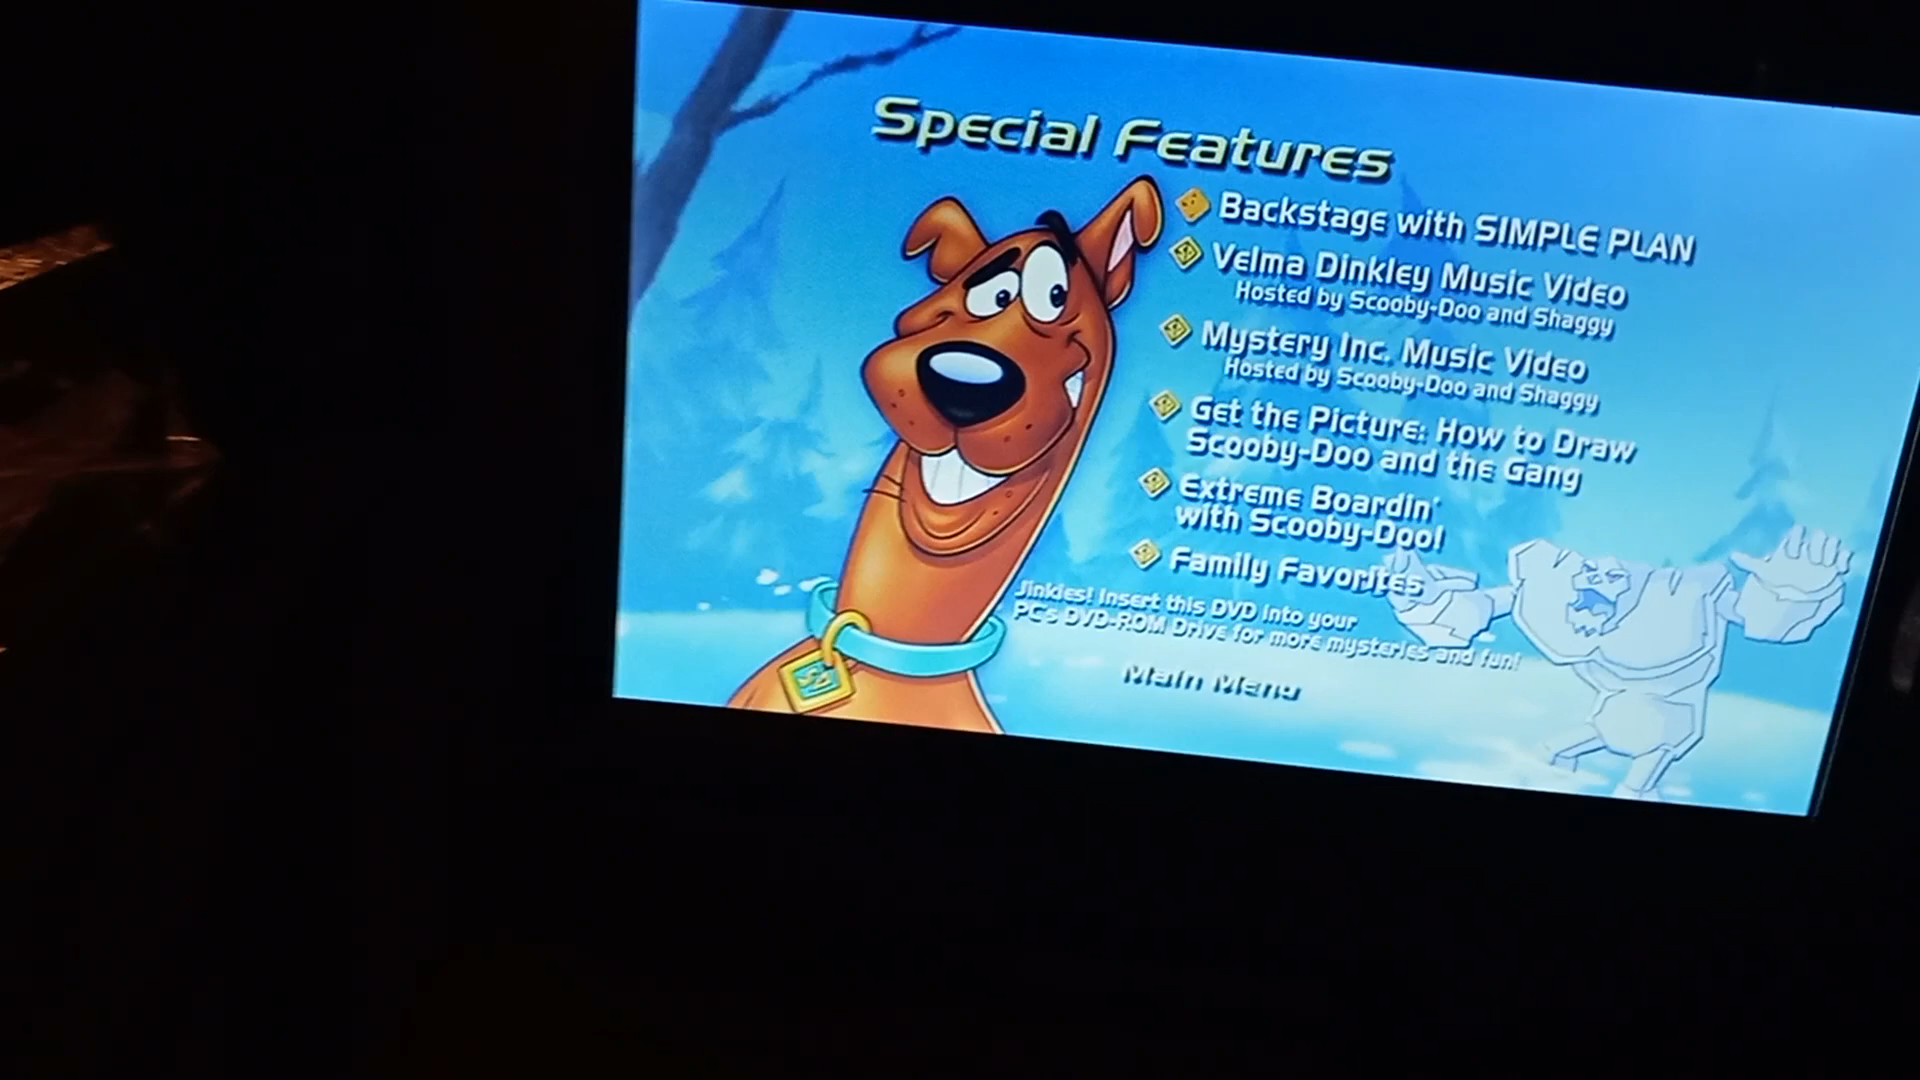 Special Features
Backstage with SIMPLE PLAN
Velma Dinkley Music Video
Hosted by Scooby-Doo and Shaggy
Mystery Inc. Music Video
Hosted by Scooby-Doo and Shaggy
Get the Picture: How to Draw
Scooby-Doo and the Gang
Extreme Boardin'
with Scooby-Doo!
Family Favorites
Jinkies! Insert this DVD into your
PC's DVD-ROM Drive for more mysteries and fun!
Main Menu